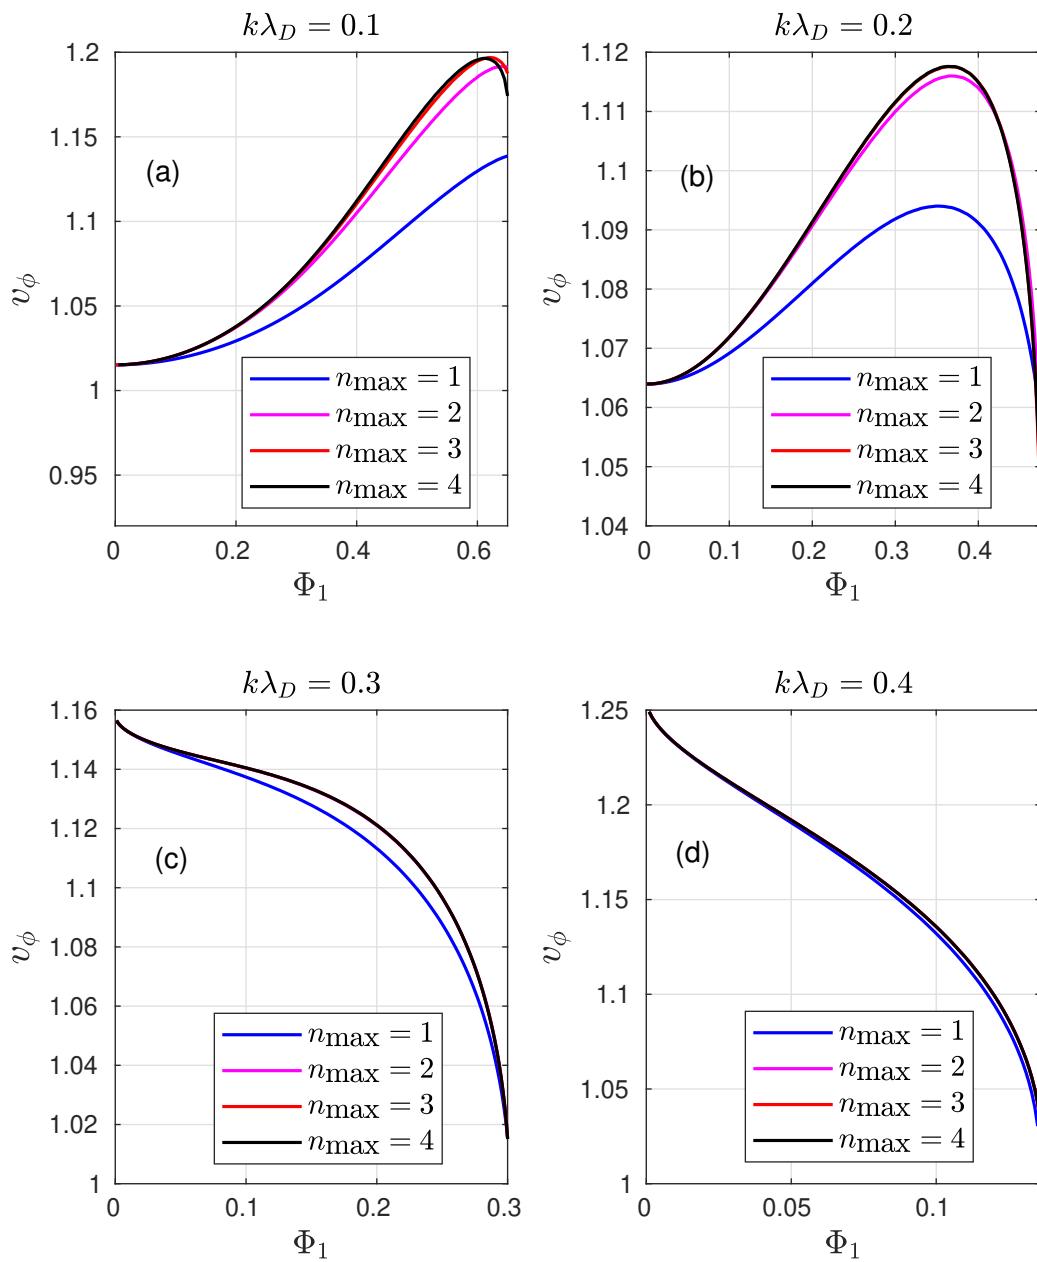 kλ_D = 0.1
1.2
1.15
1.1
1.05
1
0.95
v_ϕ
(a)
n_max = 1
n_max = 2
n_max = 3
n_max = 4
0 0.2 0.4 0.6
Φ_1
kλ_D = 0.2
1.12
1.11
1.1
1.09
1.08
1.07
1.06
1.05
1.04
v_ϕ
(b)
n_max = 1
n_max = 2
n_max = 3
n_max = 4
0 0.1 0.2 0.3 0.4
Φ_1
kλ_D = 0.3
1.16
1.14
1.12
1.1
1.08
1.06
1.04
1.02
1
v_ϕ
(c)
n_max = 1
n_max = 2
n_max = 3
n_max = 4
0 0.1 0.2 0.3
Φ_1
kλ_D = 0.4
1.25
1.2
1.15
1.1
1.05
1
v_ϕ
(d)
n_max = 1
n_max = 2
n_max = 3
n_max = 4
0 0.05 0.1
Φ_1